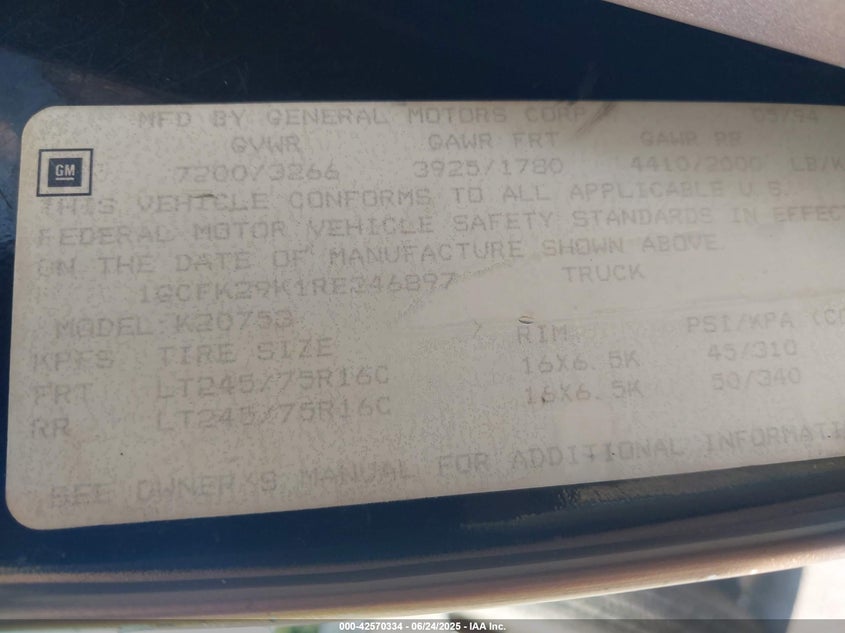 MFD BY GENERAL MOTORS CORP 05/94
GVWR GAWR FRT GAWR RR
GM
7200/3266 3925/1780 4410/2000 LB/K
THIS VEHICLE CONFORMS TO ALL APPLICABLE U.S.
FEDERAL MOTOR VEHICLE SAFETY STANDARDS IN EFFEC
ON THE DATE OF MANUFACTURE SHOWN ABOVE.
1GCFK29K1RE246897 TRUCK
MODEL: K20753
KPFS TIRE SIZE RIM PSI/KPA (CO
FRT LT245/75R16C 16X6.5K 45/310
RR LT245/75R16C 16X6.5K 50/340
SEE OWNER'S MANUAL FOR ADDITIONAL INFORMATI
000-42570334 | 06/24/2025 | IAA Inc.